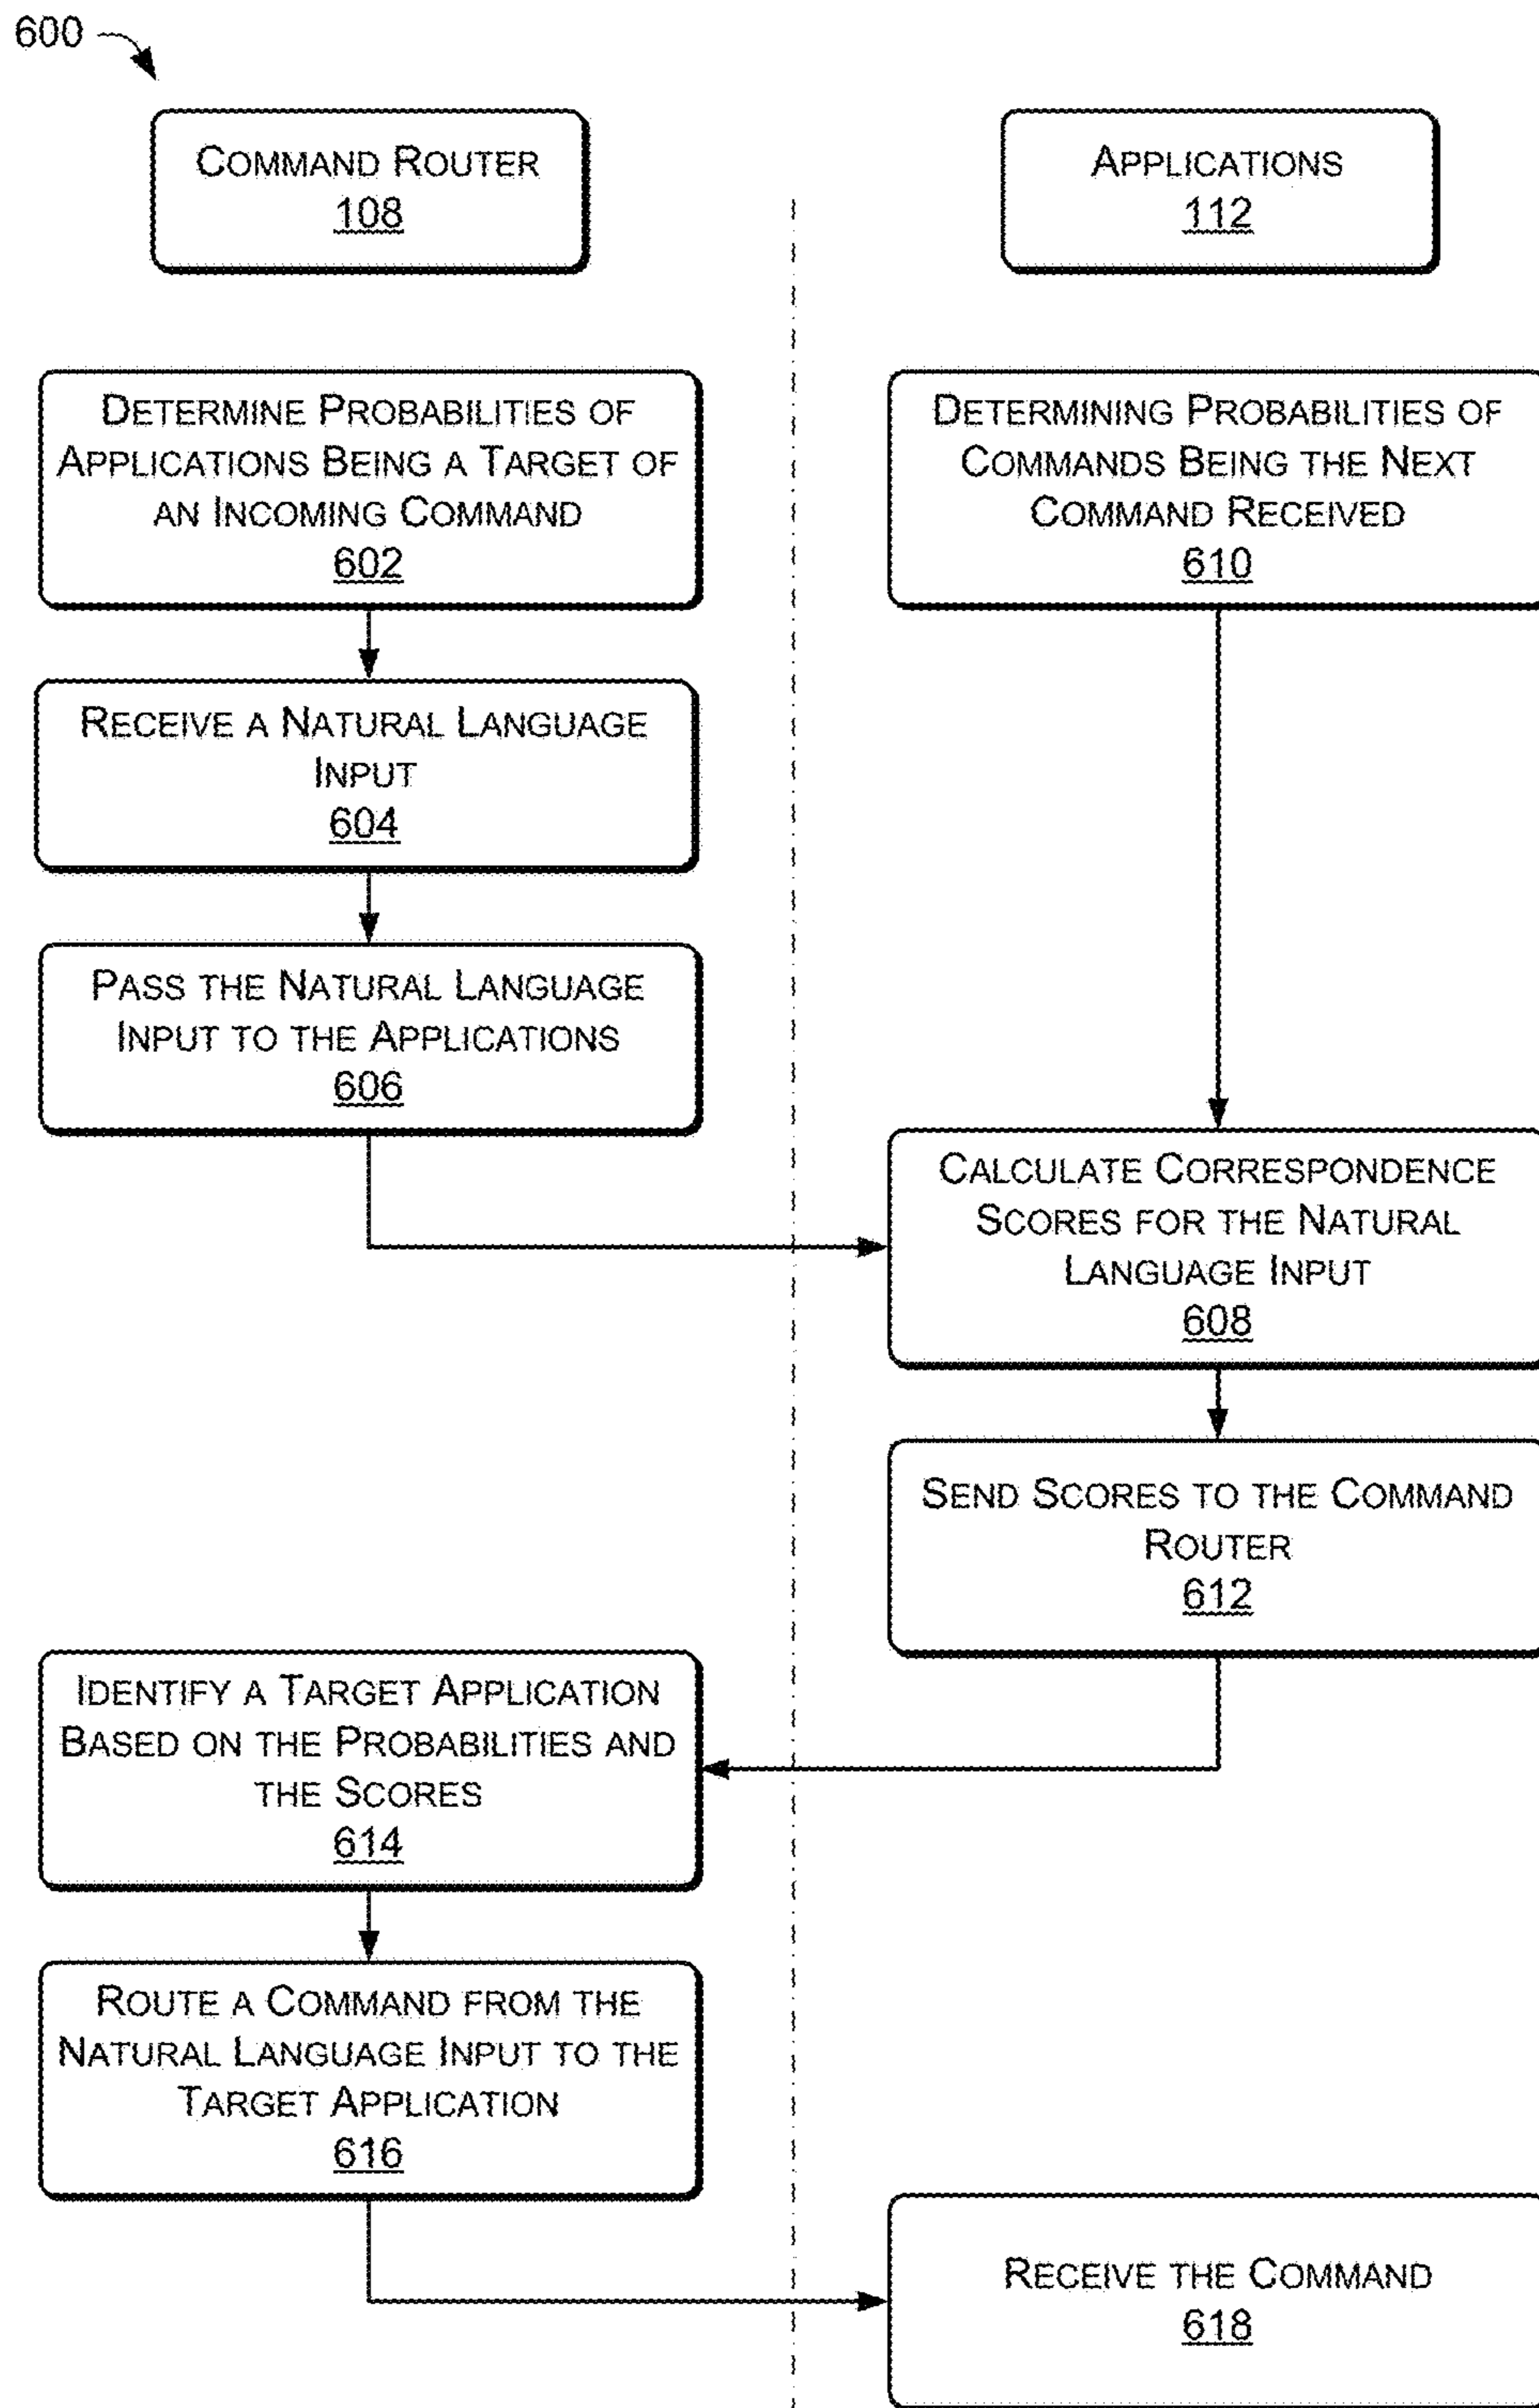 600
COMMAND ROUTER
108
APPLICATIONS
112
DETERMINE PROBABILITIES OF
APPLICATIONS BEING A TARGET OF
AN INCOMING COMMAND
602
DETERMINING PROBABILITIES OF
COMMANDS BEING THE NEXT
COMMAND RECEIVED
610
RECEIVE A NATURAL LANGUAGE
INPUT
604
PASS THE NATURAL LANGUAGE
INPUT TO THE APPLICATIONS
606
CALCULATE CORRESPONDENCE
SCORES FOR THE NATURAL
LANGUAGE INPUT
608
SEND SCORES TO THE COMMAND
ROUTER
612
IDENTIFY A TARGET APPLICATION
BASED ON THE PROBABILITIES AND
THE SCORES
614
ROUTE A COMMAND FROM THE
NATURAL LANGUAGE INPUT TO THE
TARGET APPLICATION
616
RECEIVE THE COMMAND
618